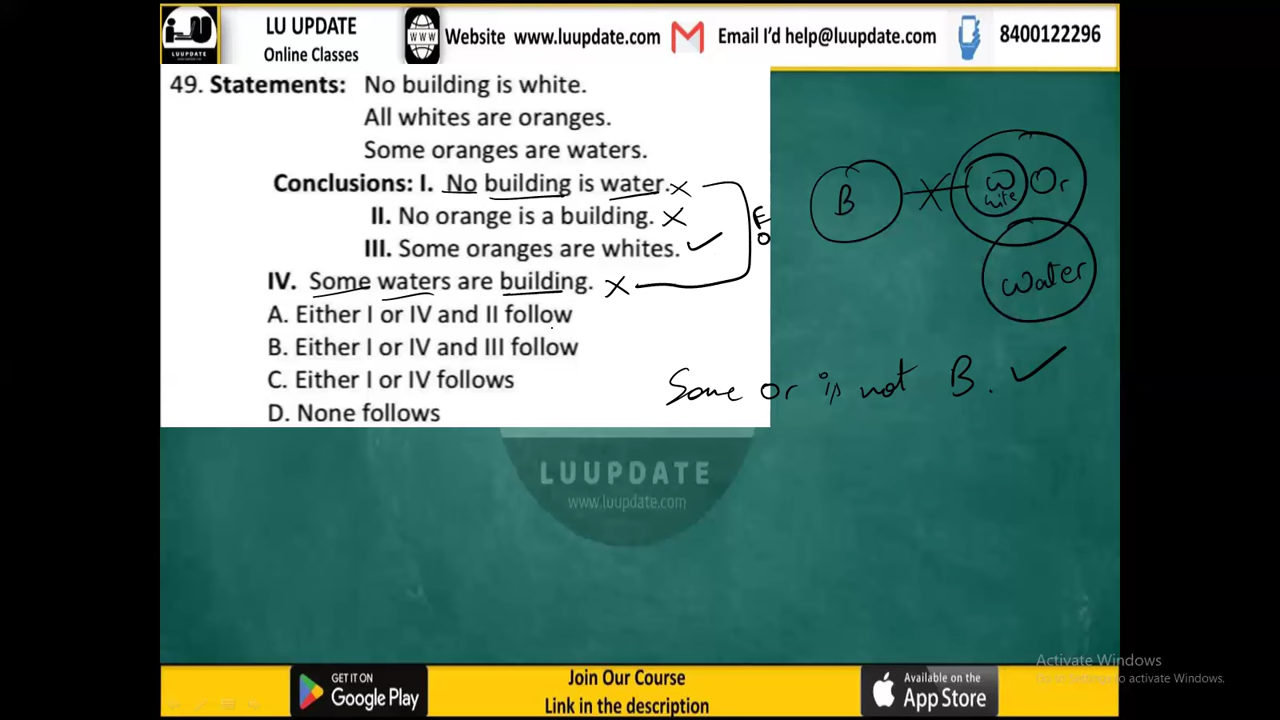 LU UPDATE
Online Classes
LUUPDATE
WWW
Website www.luupdate.com
Email I'd help@luupdate.com
8400122296
49. Statements: No building is white.
All whites are oranges.
Some oranges are waters.
Conclusions: I. No building is water. X
II. No orange is a building. X
III. Some oranges are whites. ✓
IV. Some waters are building. X
E
O
A. Either I or IV and II follow
B. Either I or IV and III follow
C. Either I or IV follows
D. None follows
B
X
W
hite
Or
Water
Some Or is not B. ✓
LUUPDATE
www.luupdate.com
Activate Windows
GET IT ON
Google Play
Join Our Course
Link in the description
Available on the
App Store